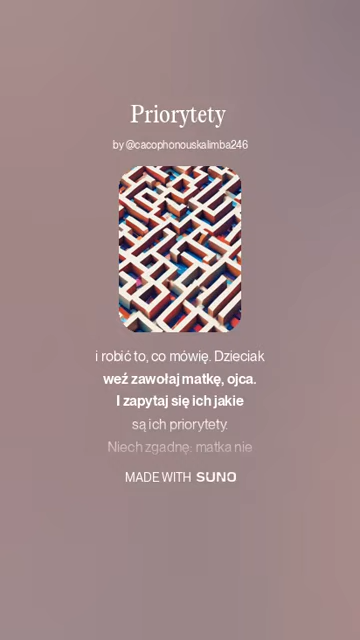 Priorytety
by @cacophonouskalimba246
i robić to, co mówię. Dzieciak
weź zawołaj matkę, ojca.
I zapytaj się ich jakie
są ich priorytety.
Niech zgadnę: matka nie
MADE WITH SUNO